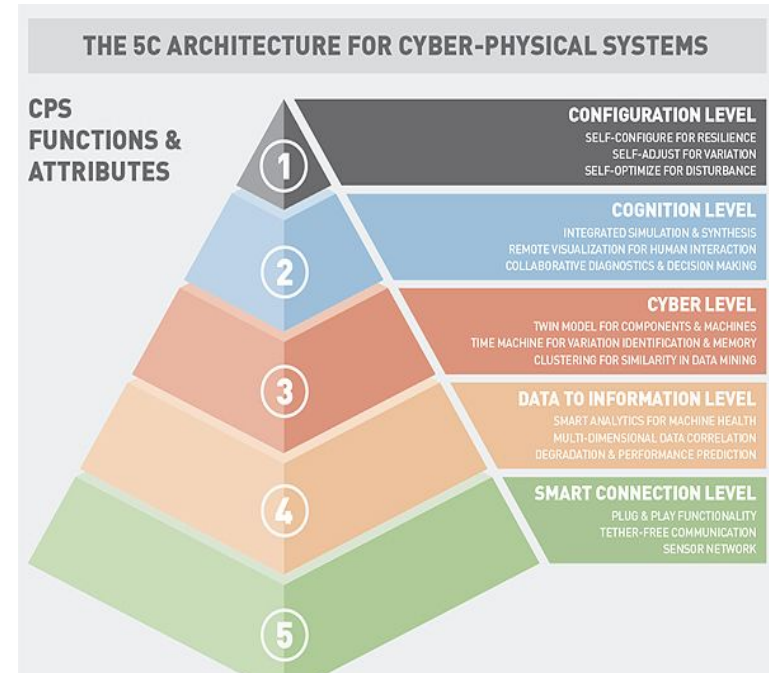 THE 5C ARCHITECTURE FOR CYBER-PHYSICAL SYSTEMS
CPS
FUNCTIONS &
ATTRIBUTES
1
CONFIGURATION LEVEL
SELF-CONFIGURE FOR RESILIENCE
SELF-ADJUST FOR VARIATION
SELF-OPTIMIZE FOR DISTURBANCE
2
COGNITION LEVEL
INTEGRATED SIMULATION & SYNTHESIS
REMOTE VISUALIZATION FOR HUMAN INTERACTION
COLLABORATIVE DIAGNOSTICS & DECISION MAKING
3
CYBER LEVEL
TWIN MODEL FOR COMPONENTS & MACHINES
TIME MACHINE FOR VARIATION IDENTIFICATION & MEMORY
CLUSTERING FOR SIMILARITY IN DATA MINING
4
DATA TO INFORMATION LEVEL
SMART ANALYTICS FOR MACHINE HEALTH
MULTI-DIMENSIONAL DATA CORRELATION
DEGRADATION & PERFORMANCE PREDICTION
5
SMART CONNECTION LEVEL
PLUG & PLAY FUNCTIONALITY
TETHER-FREE COMMUNICATION
SENSOR NETWORK